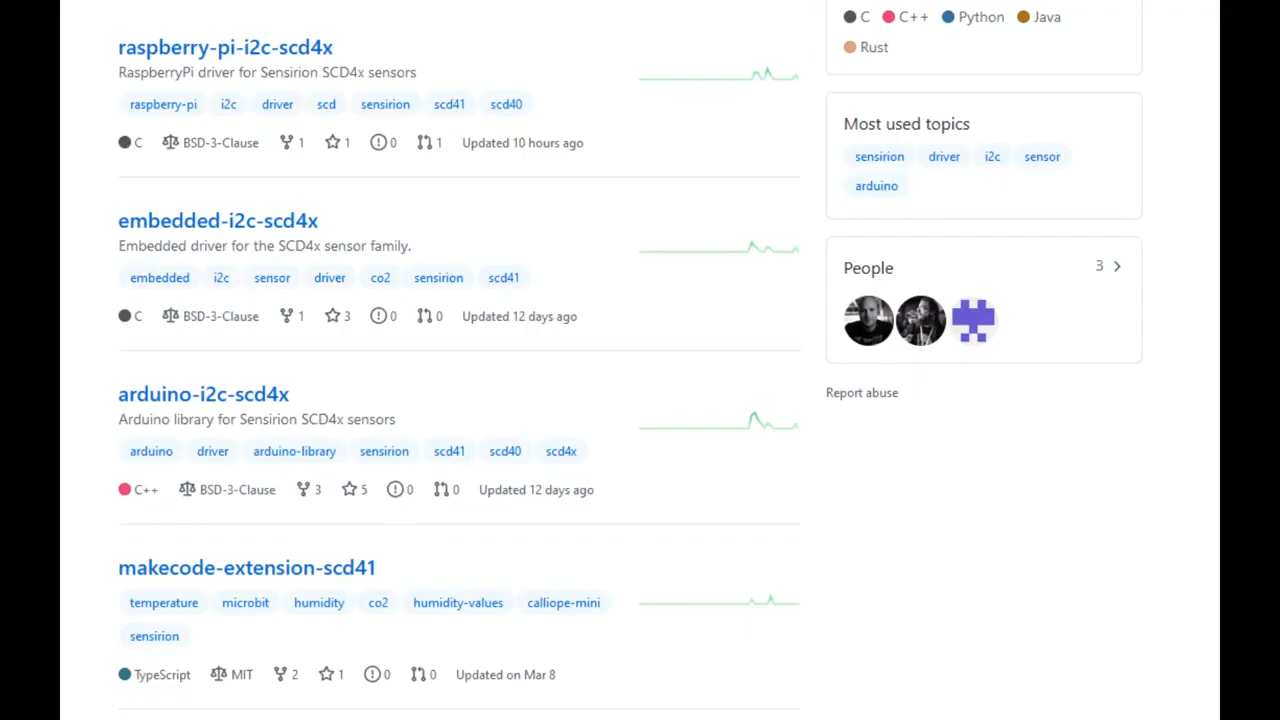 raspberry-pi-i2c-scd4x
RaspberryPi driver for Sensirion SCD4x sensors
raspberry-pi i2c driver scd sensirion scd41 scd40
C BSD-3-Clause 1 1 0 1 Updated 10 hours ago
embedded-i2c-scd4x
Embedded driver for the SCD4x sensor family.
embedded i2c sensor driver co2 sensirion scd41
C BSD-3-Clause 1 3 0 0 Updated 12 days ago
arduino-i2c-scd4x
Arduino library for Sensirion SCD4x sensors
arduino driver arduino-library sensirion scd41 scd40 scd4x
C++ BSD-3-Clause 3 5 0 0 Updated 12 days ago
makecode-extension-scd41
temperature microbit humidity co2 humidity-values calliope-mini
sensirion
TypeScript MIT 2 1 0 0 Updated on Mar 8
C C++ Python Java
Rust
Most used topics
sensirion driver i2c sensor
arduino
People 3
Report abuse